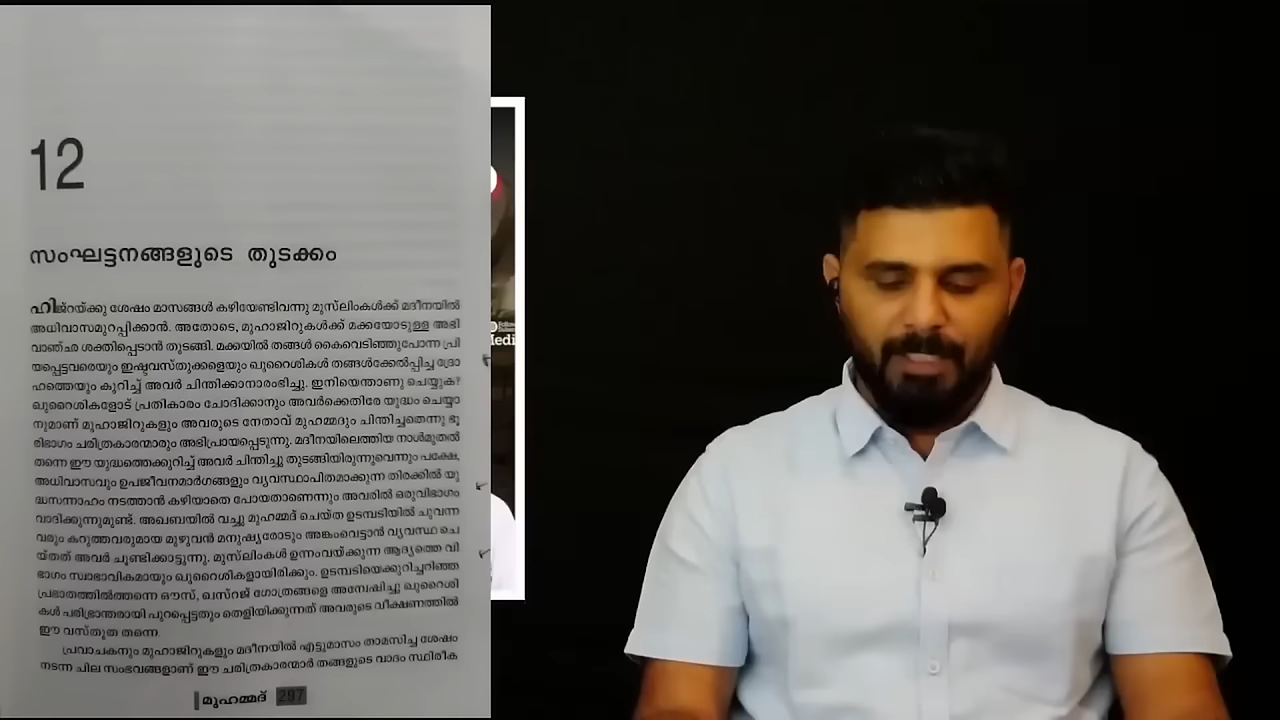 12
സംഘട്ടനങ്ങളുടെ തുടക്കം
ഹിജ്റയ്ക്കു ശേഷം മാസങ്ങൾ കഴിയേണ്ടിവന്നു മുസ്‌ലിംകൾക്ക് മദീനയിൽ
അധിവാസമുറപ്പിക്കാൻ. അതോടെ, മുഹാജിറുകൾക്ക് മക്കയോടുള്ള അഭി
വാഞ്ഛ ശക്തിപ്പെടാൻ തുടങ്ങി. മക്കയിൽ തങ്ങൾ കൈവെടിഞ്ഞുപോന്ന പ്രി
യപ്പെട്ടവരെയും ഇഷ്ടവസ്തുക്കളെയും ഖുറൈശികൾ തങ്ങൾക്കേൽപ്പിച്ച ദ്രോ
ഹത്തെയും കുറിച്ച് അവർ ചിന്തിക്കാനാരംഭിച്ചു. ഇനിയെന്താണു ചെയ്യുക?
ഖുറൈശികളോട് പ്രതികാരം ചോദിക്കാനും അവർക്കെതിരേ യുദ്ധം ചെയ്യാ
നുമാണ് മുഹാജിറുകളും അവരുടെ നേതാവ് മുഹമ്മദും ചിന്തിച്ചതെന്നു ഭൂ
രിഭാഗം ചരിത്രകാരന്മാരും അഭിപ്രായപ്പെടുന്നു. മദീനയിലെത്തിയ നാൾമുതൽ
തന്നെ ഈ യുദ്ധത്തെക്കുറിച്ച് അവർ ചിന്തിച്ചു തുടങ്ങിയിരുന്നുവെന്നും പക്ഷേ,
അധിവാസവും ഉപജീവനമാർഗങ്ങളും വ്യവസ്ഥാപിതമാക്കുന്ന തിരക്കിൽ യു
ദ്ധസന്നാഹം നടത്താൻ കഴിയാതെ പോയതാണെന്നും അവരിൽ ഒരുവിഭാഗം
വാദിക്കുന്നുമുണ്ട്. അഖബയിൽ വച്ചു മുഹമ്മദ് ചെയ്ത ഉടമ്പടിയിൽ ചുവന്ന
വരും കറുത്തവരുമായ മുഴുവൻ മനുഷ്യരോടും അങ്കംവെട്ടാൻ വ്യവസ്ഥ ചെ
യ്തത് അവർ ചൂണ്ടിക്കാട്ടുന്നു. മുസ്‌ലിംകൾ ഉന്നംവയ്ക്കുന്ന ആദ്യത്തെ വി
ഭാഗം സ്വാഭാവികമായും ഖുറൈശികളായിരിക്കും. ഉടമ്പടിയെക്കുറിച്ചറിഞ്ഞ
പ്രഭാതത്തിൽത്തന്നെ ഔസ്, ഖസ്റജ് ഗോത്രങ്ങളെ അന്വേഷിച്ചു ഖുറൈശി
കൾ പരിഭ്രാന്തരായി പുറപ്പെട്ടതും തെളിയിക്കുന്നത് അവരുടെ വീക്ഷണത്തിൽ
ഈ വസ്തുത തന്നെ.
പ്രവാചകനും മുഹാജിറുകളും മദീനയിൽ എട്ടുമാസം താമസിച്ച ശേഷം
നടന്ന ചില സംഭവങ്ങളാണ് ഈ ചരിത്രകാരന്മാർ തങ്ങളുടെ വാദം സ്ഥിരീക
മുഹമ്മദ് 297